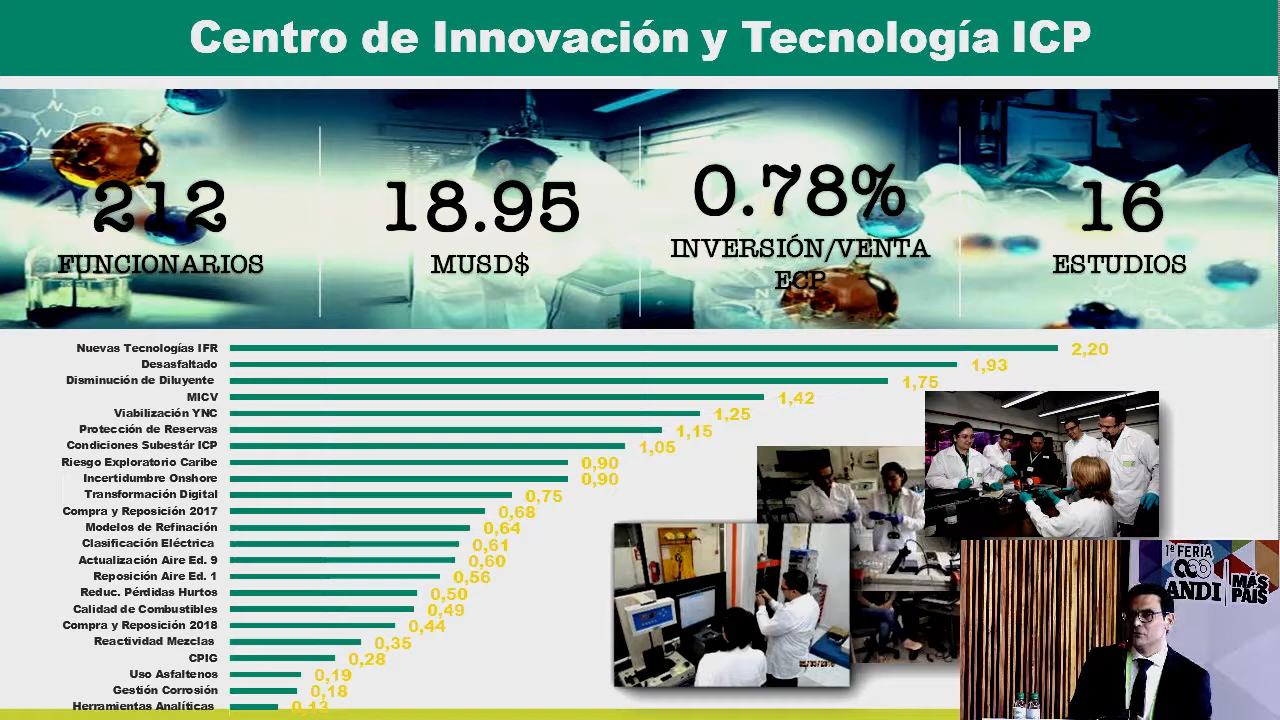 Centro de Innovación y Tecnología ICP
212
FUNCIONARIOS
18.95
MUSD$
0.78%
INVERSIÓN/VENTA
ECP
16
ESTUDIOS
Nuevas Tecnologías IFR 2,20
Desasfaltado 1,93
Disminución de Diluyente 1,75
MICV 1,42
Viabilización YNC 1,25
Protección de Reservas 1,15
Condiciones Subestár ICP 1,05
Riesgo Exploratorio Caribe 0,90
Incertidumbre Onshore 0,90
Transformación Digital 0,75
Compra y Reposición 2017 0,68
Modelos de Refinación 0,64
Clasificación Eléctrica 0,61
Actualización Aire Ed. 9 0,60
Reposición Aire Ed. 1 0,56
Reduc. Pérdidas Hurtos 0,50
Calidad de Combustibles 0,49
Compra y Reposición 2018 0,44
Reactividad Mezclas 0,35
CPIG 0,28
Uso Asfaltenos 0,19
Gestión Corrosión 0,18
Herramientas Analíticas 0,13
1ª FERIA
ANDI
MÁS
PAÍS